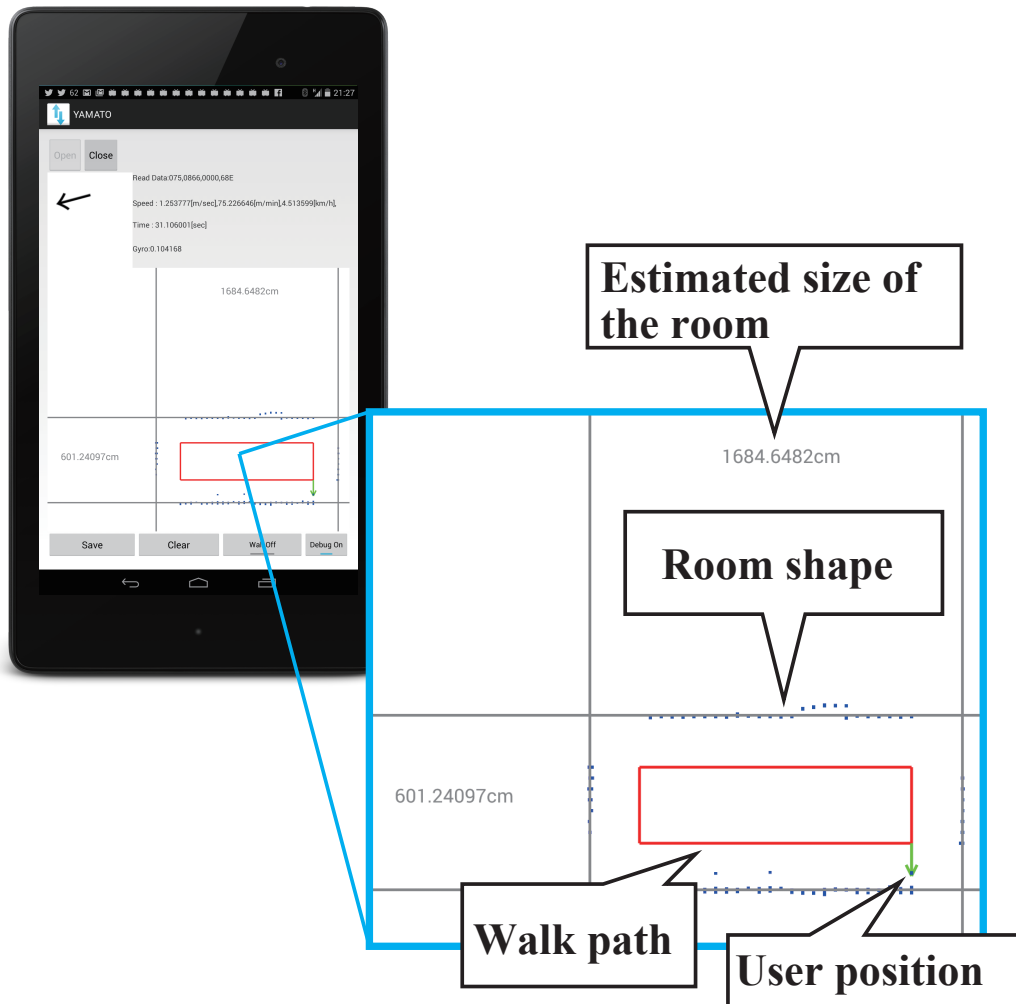 62
21:27
YAMATO
Open
Close
Read Data:075,0866,0000,68E
Speed : 1.253777[m/sec],75.226646[m/min],4.513599[km/h],
Time : 31.106001[sec]
Gyro:0.104168
1684.6482cm
601.24097cm
Save
Clear
Debug On
Estimated size of
the room
1684.6482cm
Room shape
601.24097cm
Walk path
User position